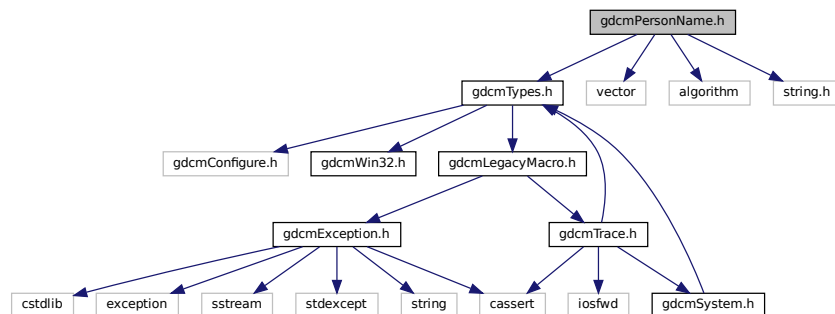 gdcmPersonName.h
gdcmTypes.h
vector
algorithm
string.h
gdcmConfigure.h
gdcmWin32.h
gdcmLegacyMacro.h
gdcmException.h
gdcmTrace.h
cstdlib
exception
sstream
stdexcept
string
cassert
iosfwd
gdcmSystem.h